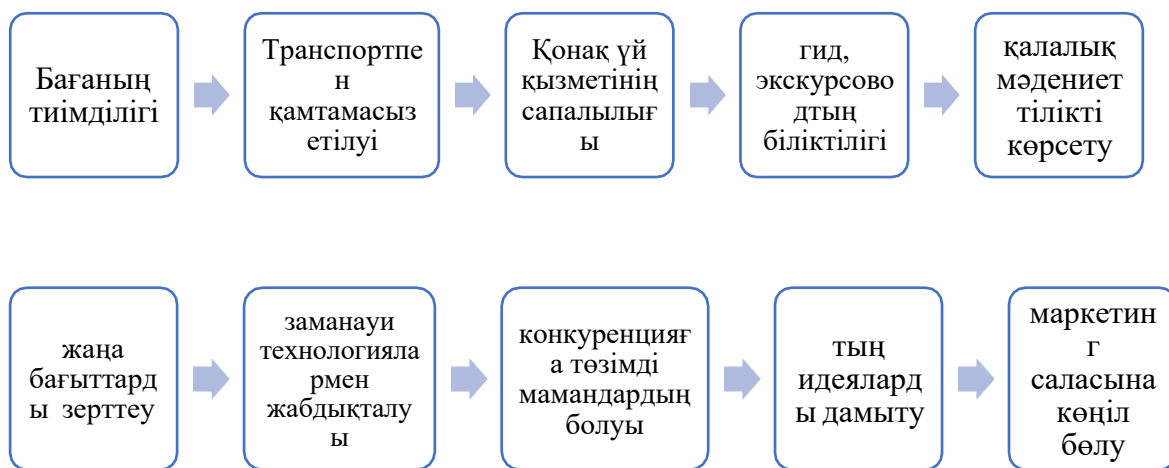 Бағаның
тиімділігі
Транспортпе
н
қамтамасыз
етілуі
Қонақ үй
қызметінің
сапалылығ
ы
гид,
экскурсово
дтың
біліктілігі
қалалық
мәдениет
тілікті
көрсету
жаңа
бағыттард
ы зерттеу
заманауи
технологияла
рмен
жабдықталу
ы
конкуренцияғ
а төзімді
мамандардың
болуы
тың
идеялард
ы дамыту
маркетин
г
саласына
көңіл
бөлу